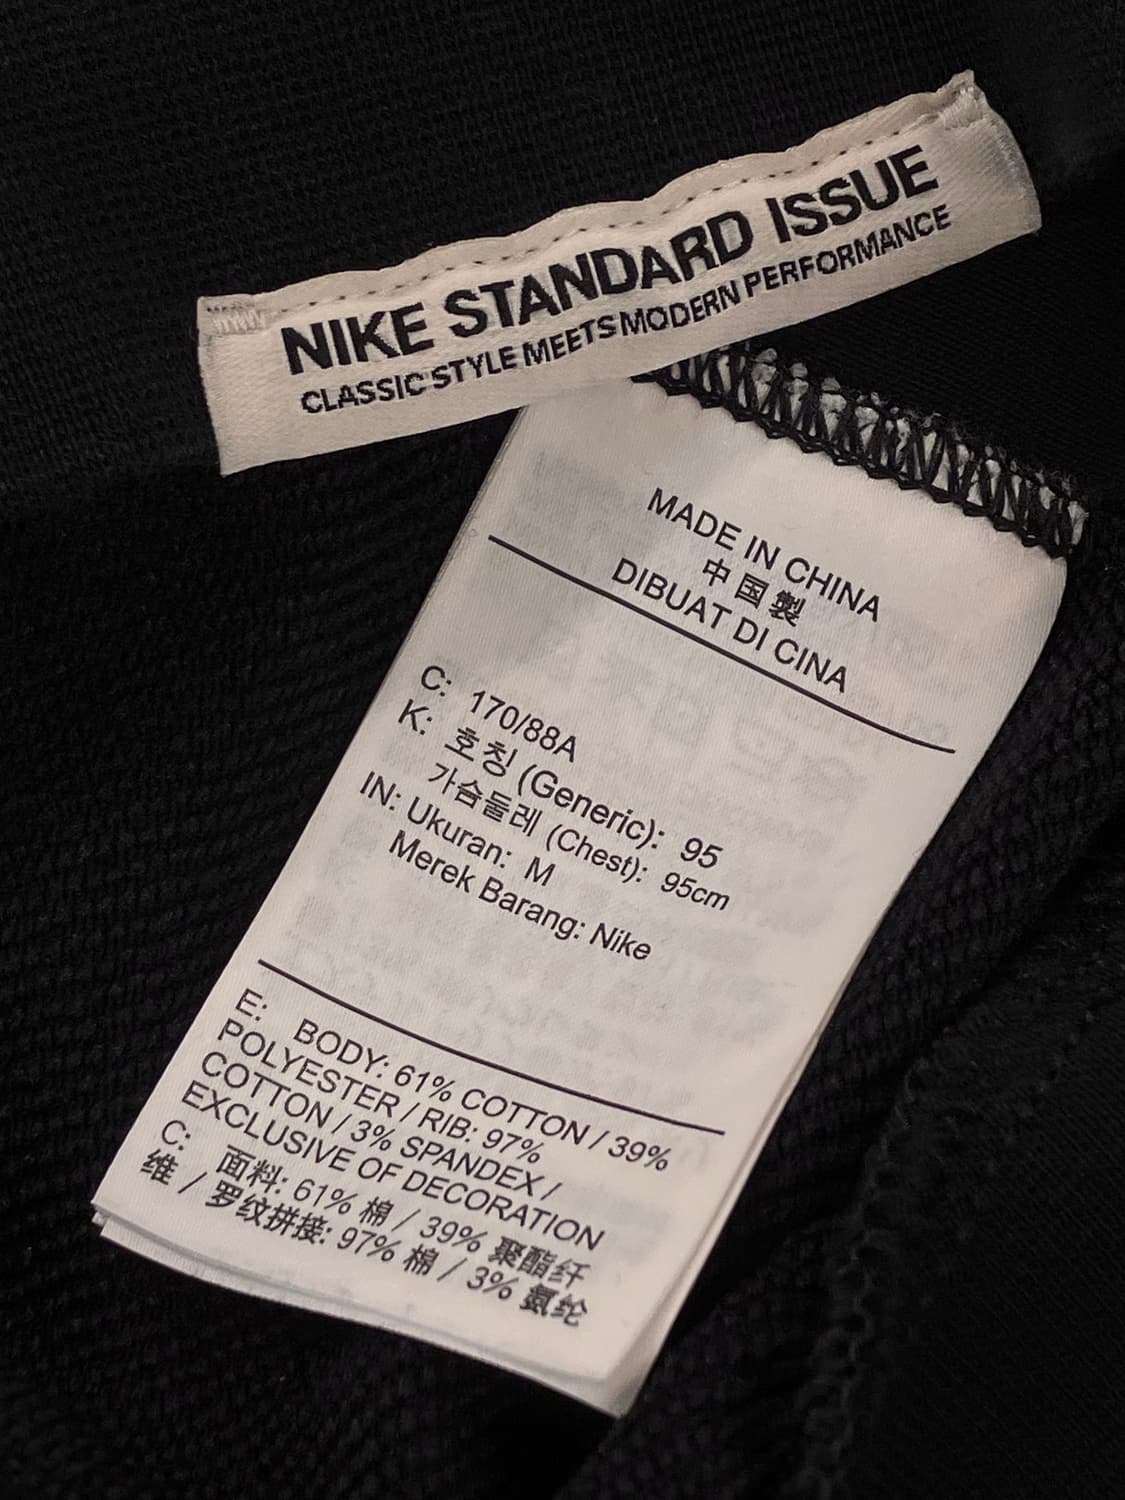 NIKE STANDARD ISSUE
CLASSIC STYLE MEETS MODERN PERFORMANCE
MADE IN CHINA
中国製
DIBUAT DI CINA
C: 170/88A
K: 호칭 (Generic): 95
가슴둘레 (Chest): 95cm
IN: Ukuran: M
Merek Barang: Nike
E: BODY: 61% COTTON / 39%
POLYESTER / RIB: 97%
COTTON / 3% SPANDEX /
EXCLUSIVE OF DECORATION
C: 面料: 61% 棉 / 39% 聚酯纤
维 / 罗纹拼接: 97% 棉 / 3% 氨纶